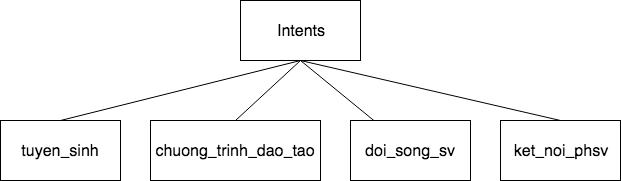 Intents
tuyen_sinh
chuong_trinh_dao_tao
doi_song_sv
ket_noi_phsv